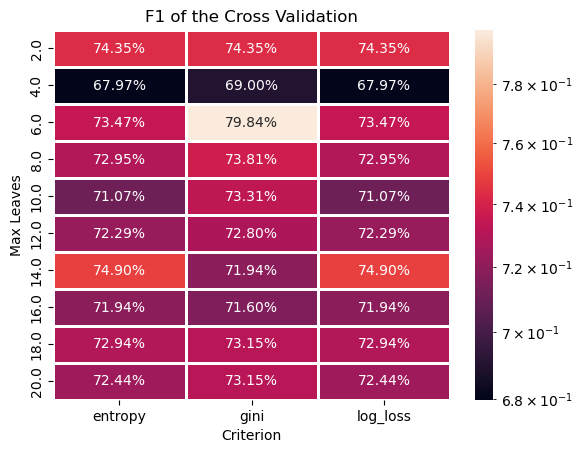 F1 of the Cross Validation
Max Leaves
2.0 74.35% 74.35% 74.35%
4.0 67.97% 69.00% 67.97%
6.0 73.47% 79.84% 73.47%
8.0 72.95% 73.81% 72.95%
10.0 71.07% 73.31% 71.07%
12.0 72.29% 72.80% 72.29%
14.0 74.90% 71.94% 74.90%
16.0 71.94% 71.60% 71.94%
18.0 72.94% 73.15% 72.94%
20.0 72.44% 73.15% 72.44%
entropy gini log_loss
Criterion
7.8 × 10⁻¹
7.6 × 10⁻¹
7.4 × 10⁻¹
7.2 × 10⁻¹
7 × 10⁻¹
6.8 × 10⁻¹